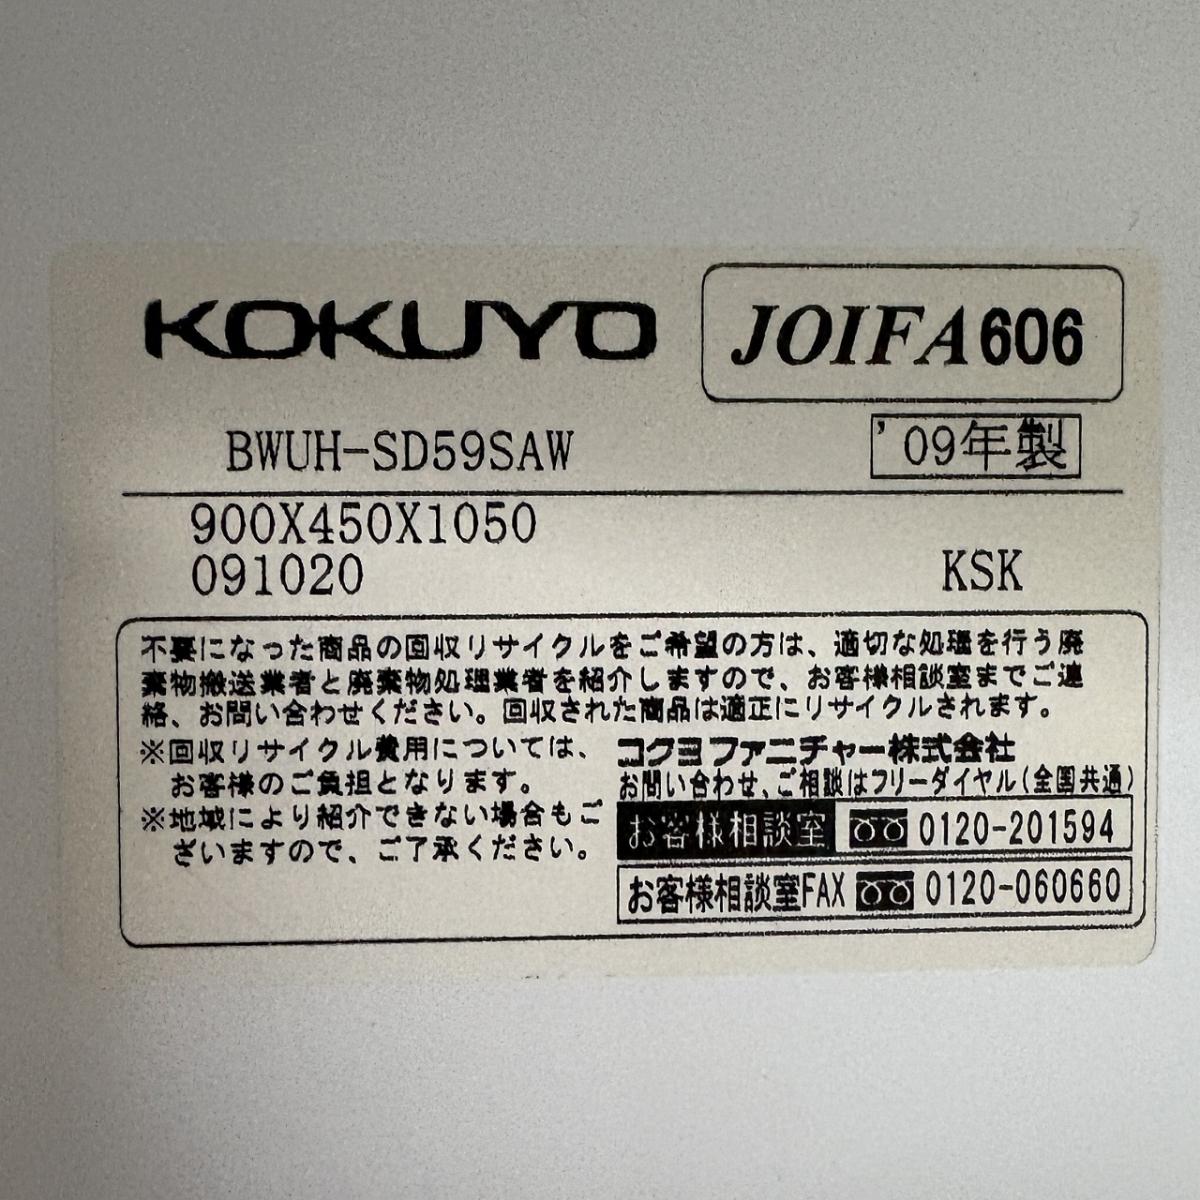 KOKUYO
JOIFA606
BWUH-SD59SAW
'09年製
900X450X1050
091020
KSK
不要になった商品の回収リサイクルをご希望の方は、適切な処理を行う廃
棄物搬送業者と廃棄物処理業者を紹介しますので、お客様相談室までご連
絡、お問い合わせください。回収された商品は適正にリサイクルされます。
※回収リサイクル費用については、
お客様のご負担となります。
※地域により紹介できない場合もご
ざいますので、ご了承ください。
コクヨファニチャー株式会社
お問い合わせ、ご相談はフリーダイヤル(全国共通)
お客様相談室 0120-201594
お客様相談室FAX 0120-060660